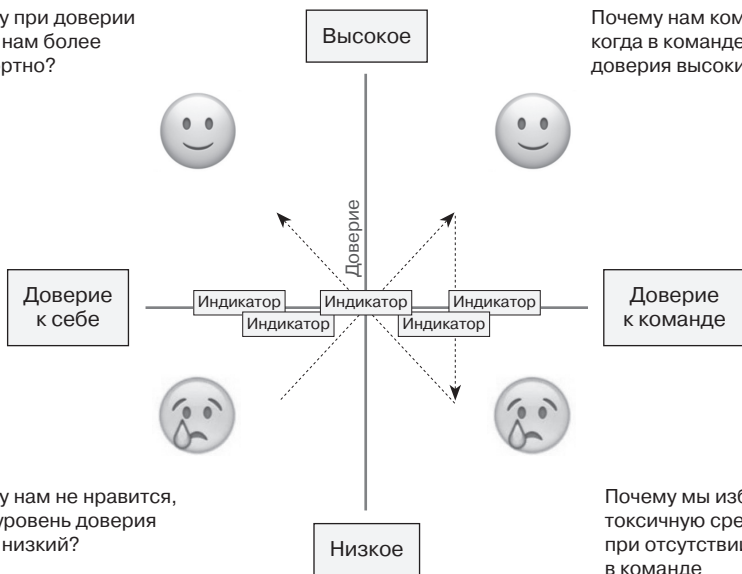 у при доверии
нам более
ртно?
Высокое
Почему нам ком
когда в команде
доверия высоки
Доверие
Доверие
к себе
Индикатор
Индикатор
Индикатор
Индикатор
Индикатор
Доверие
к команде
у нам не нравится,
уровень доверия
низкий?
Низкое
Почему мы изб
токсичную сре
при отсутстви
в команде